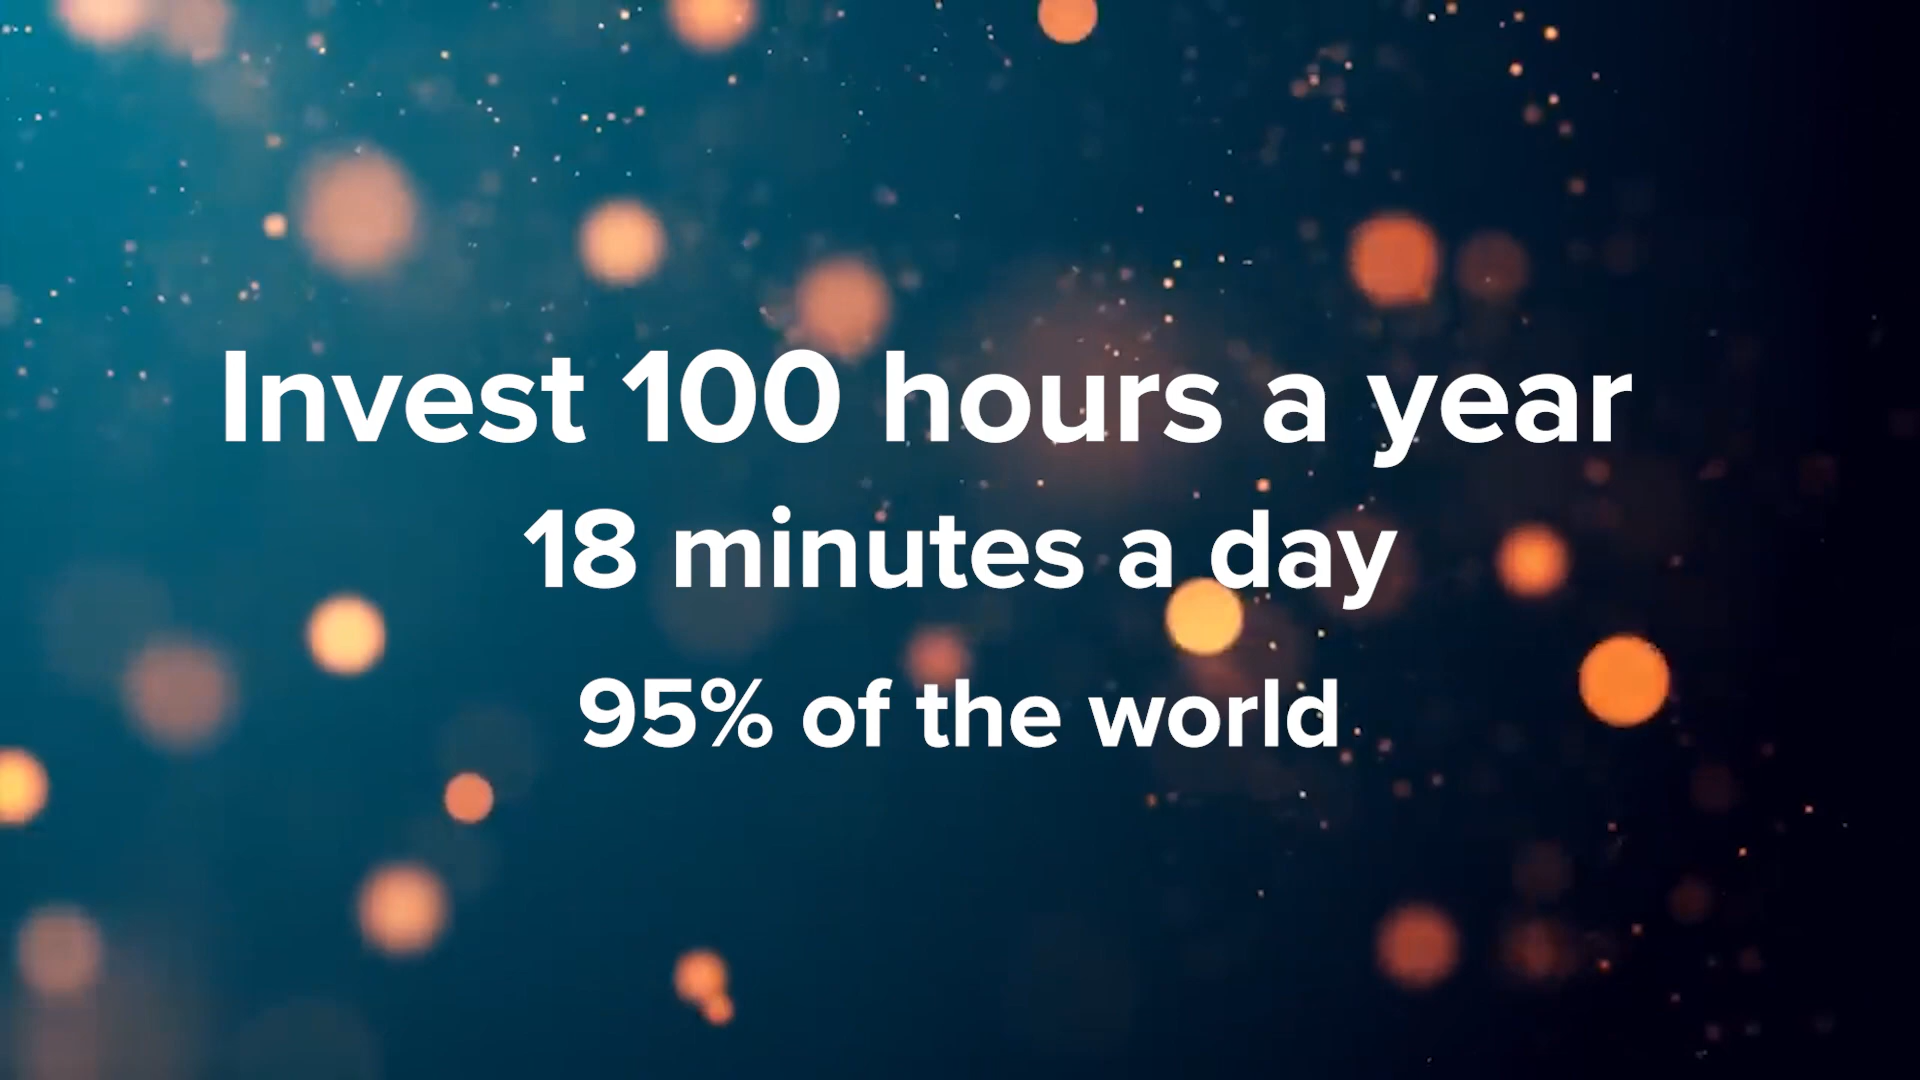 Invest 100 hours a year
18 minutes a day
95% of the world